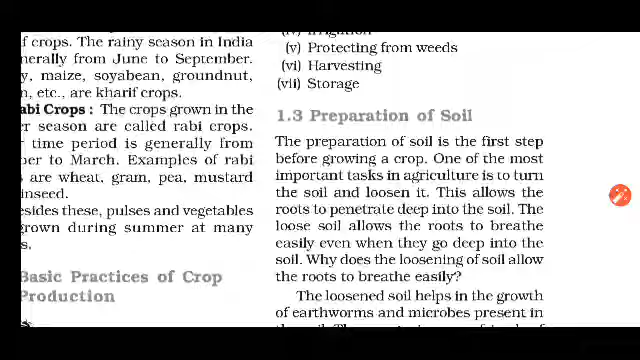 f crops. The rainy season in India
nerally from June to September.
y, maize, soyabean, groundnut,
n, etc., are kharif crops.
abi Crops : The crops grown in the
er season are called rabi crops.
r time period is generally from
ber to March. Examples of rabi
s are wheat, gram, pea, mustard
inseed.
esides these, pulses and vegetables
grown during summer at many
s.
Basic Practices of Crop
Production
(iv) Irrigation
(v) Protecting from weeds
(vi) Harvesting
(vii) Storage
1.3 Preparation of Soil
The preparation of soil is the first step
before growing a crop. One of the most
important tasks in agriculture is to turn
the soil and loosen it. This allows the
roots to penetrate deep into the soil. The
loose soil allows the roots to breathe
easily even when they go deep into the
soil. Why does the loosening of soil allow
the roots to breathe easily?
The loosened soil helps in the growth
of earthworms and microbes present in